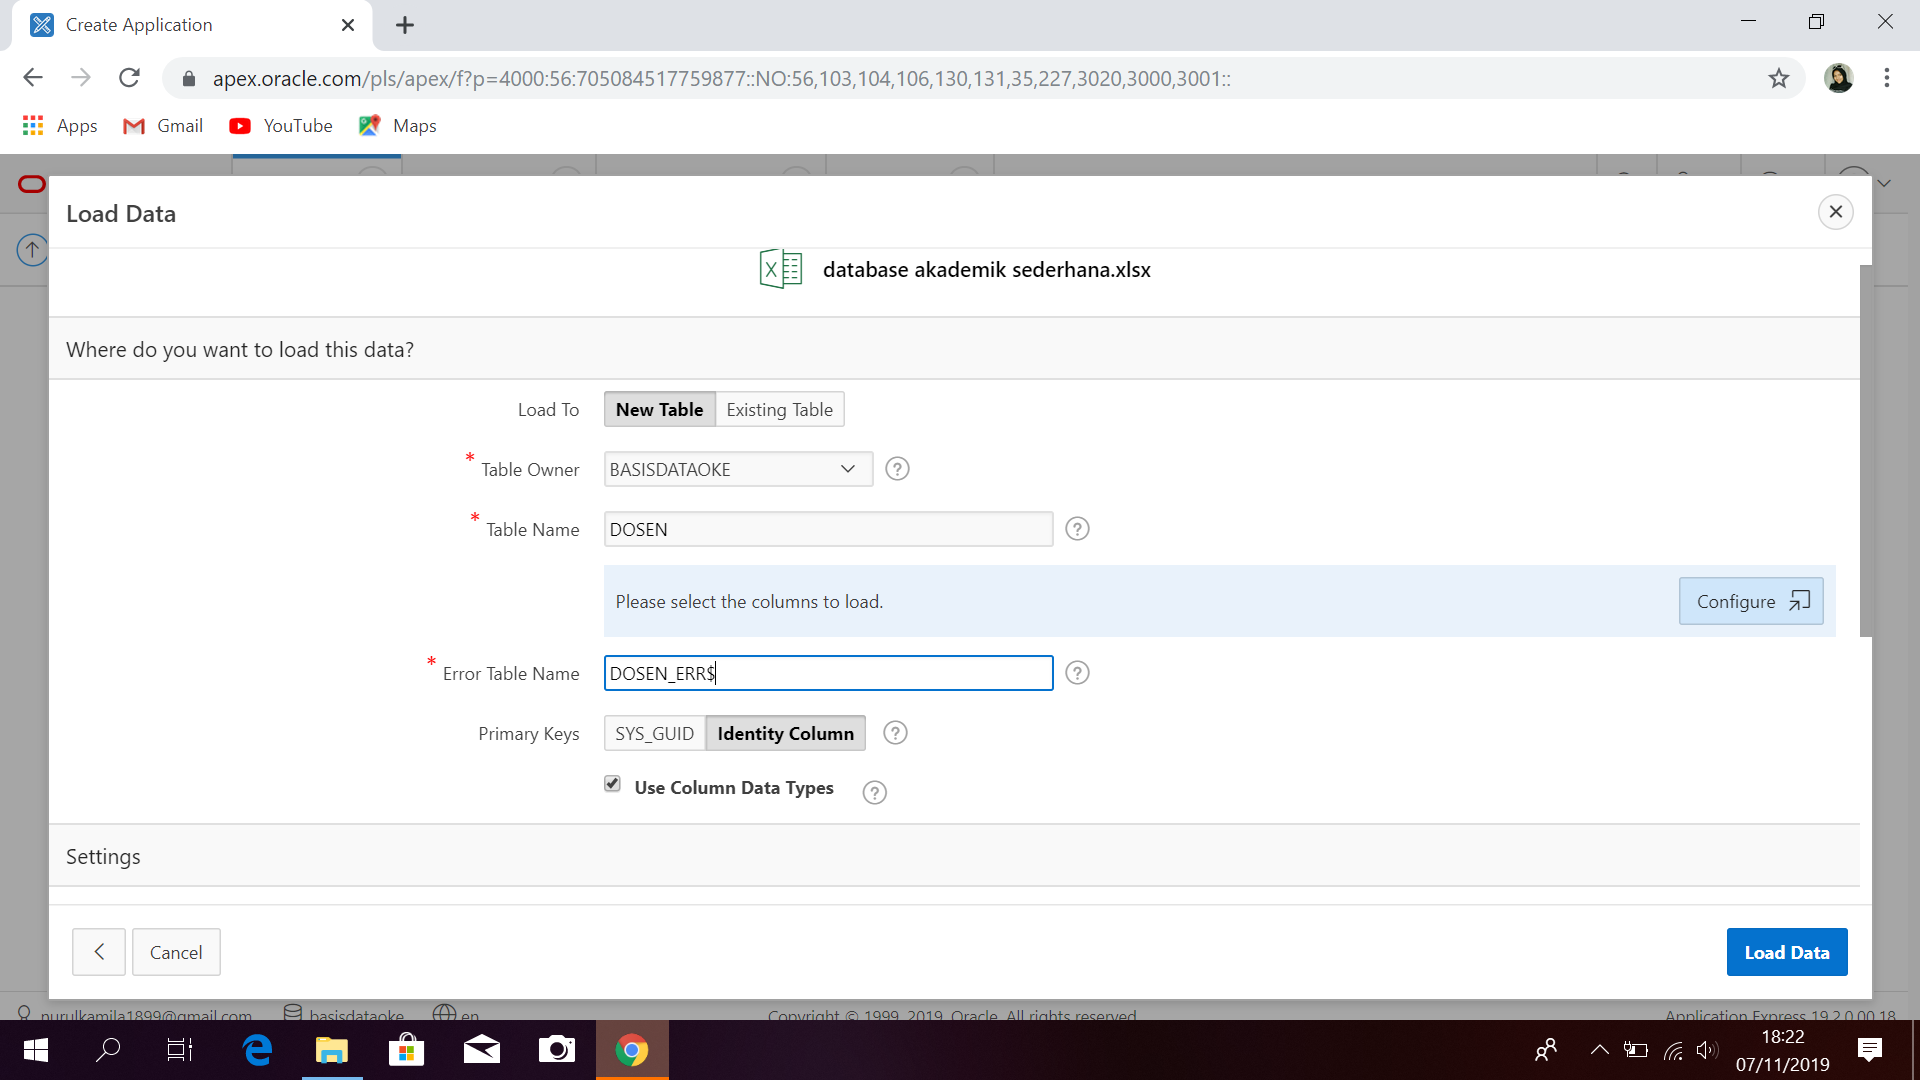 Create Application
apex.oracle.com/pls/apex/f?p=4000:56:705084517759877::NO:56,103,104,106,130,131,35,227,3020,3000,3001::
Apps Gmail YouTube Maps
Load Data
database akademik sederhana.xlsx
Where do you want to load this data?
Load To New Table Existing Table
* Table Owner BASISDATAOKE ?
* Table Name DOSEN ?
Please select the columns to load. Configure
* Error Table Name DOSEN_ERR$ ?
Primary Keys SYS_GUID Identity Column ?
Use Column Data Types ?
Settings
Cancel Load Data
nurulkamila1899@gmail.com basisdataoke en Copyright © 1999, 2019, Oracle. All rights reserved. Application Express 19.2.0.00.18
18:22
07/11/2019